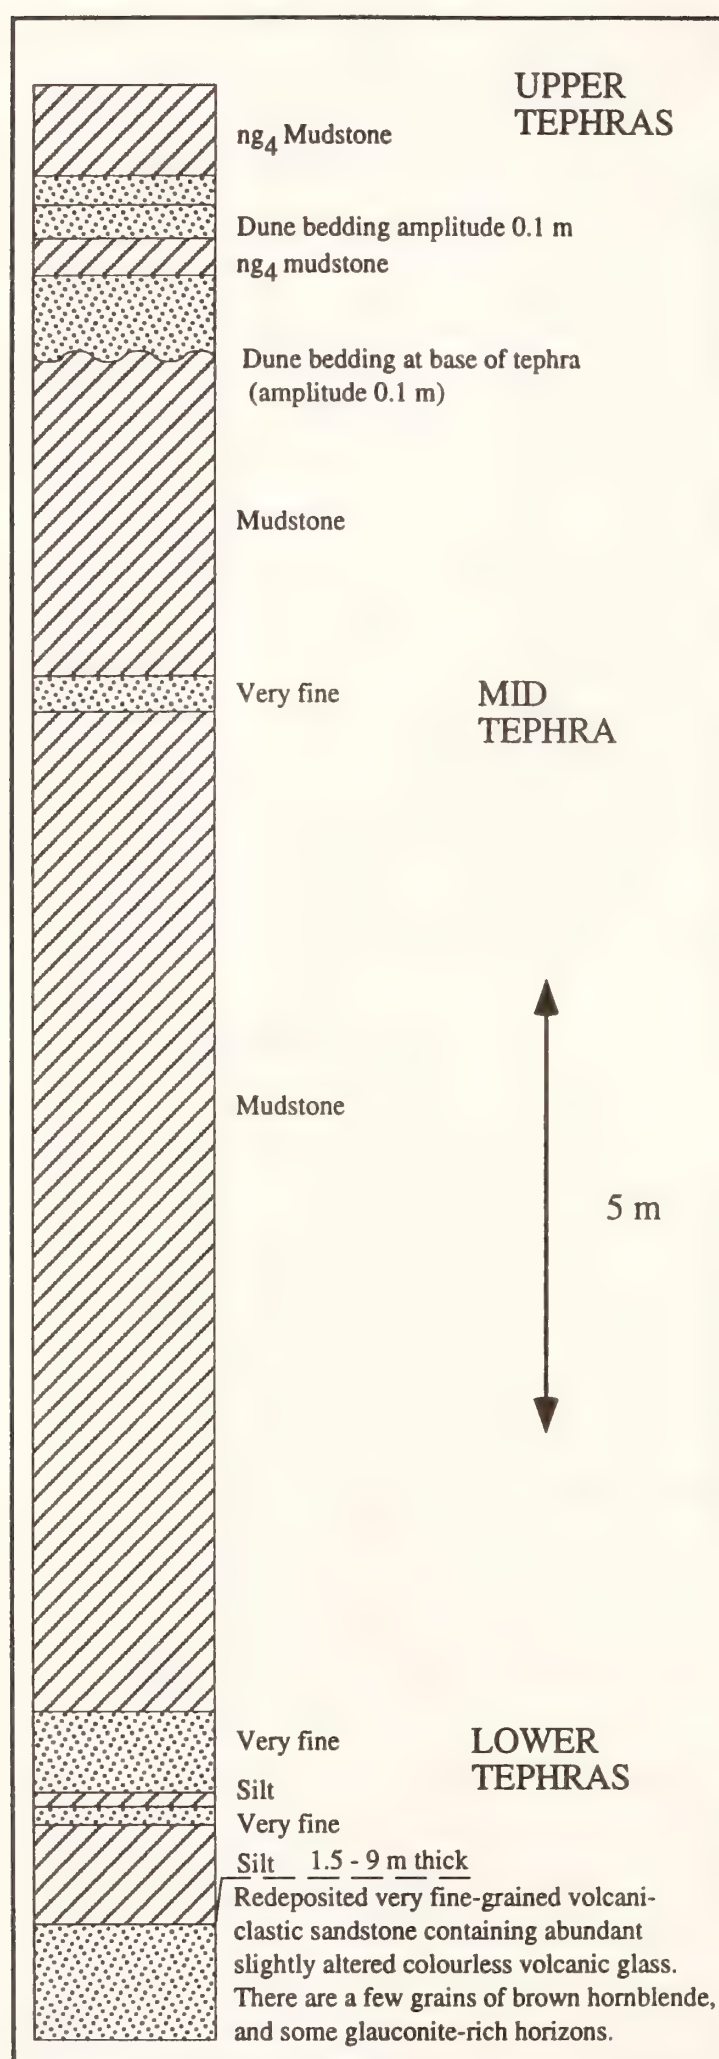 UPPER
TEPHRAS
ng4 Mudstone
Dune bedding amplitude 0.1 m
ng4 mudstone
Dune bedding at base of tephra
(amplitude 0.1 m)
Mudstone
Very fine
MID
TEPHRA
Mudstone
5 m
Very fine
LOWER
TEPHRAS
Silt
Very fine
Silt 1.5 - 9 m thick
Redeposited very fine-grained volcani-
clastic sandstone containing abundant
slightly altered colourless volcanic glass.
There are a few grains of brown hornblende,
and some glauconite-rich horizons.